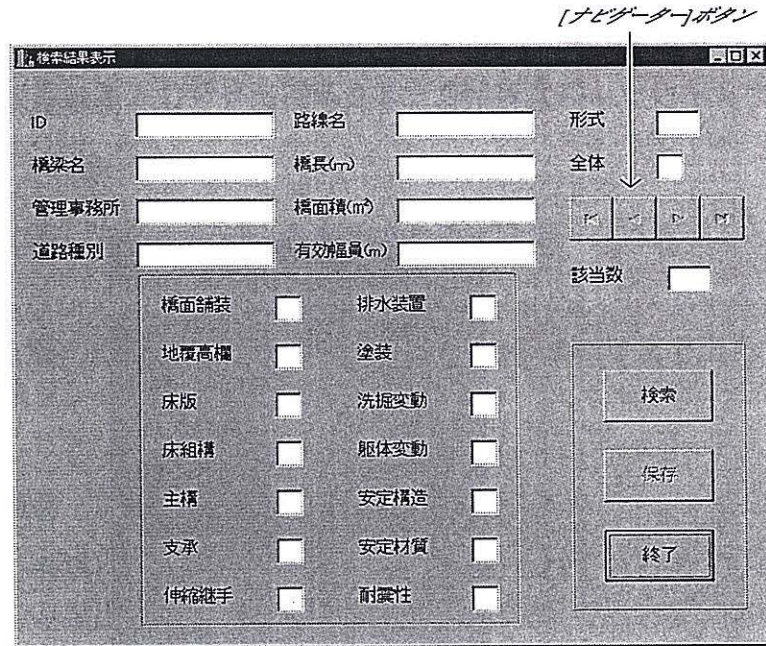 [ナビゲーター]ボタン
検索結果表示
ID 路線名 形式
橋梁名 橋長(m) 全体
管理事務所 橋面積(㎡)
道路種別 有効幅員(m)
該当数
橋面舗装 排水装置
地覆高欄 塗装
床版 洗掘変動 検索
床組構 躯体変動
保存
主構 安定構造
支承 安定材質 終了
伸縮継手 耐震性